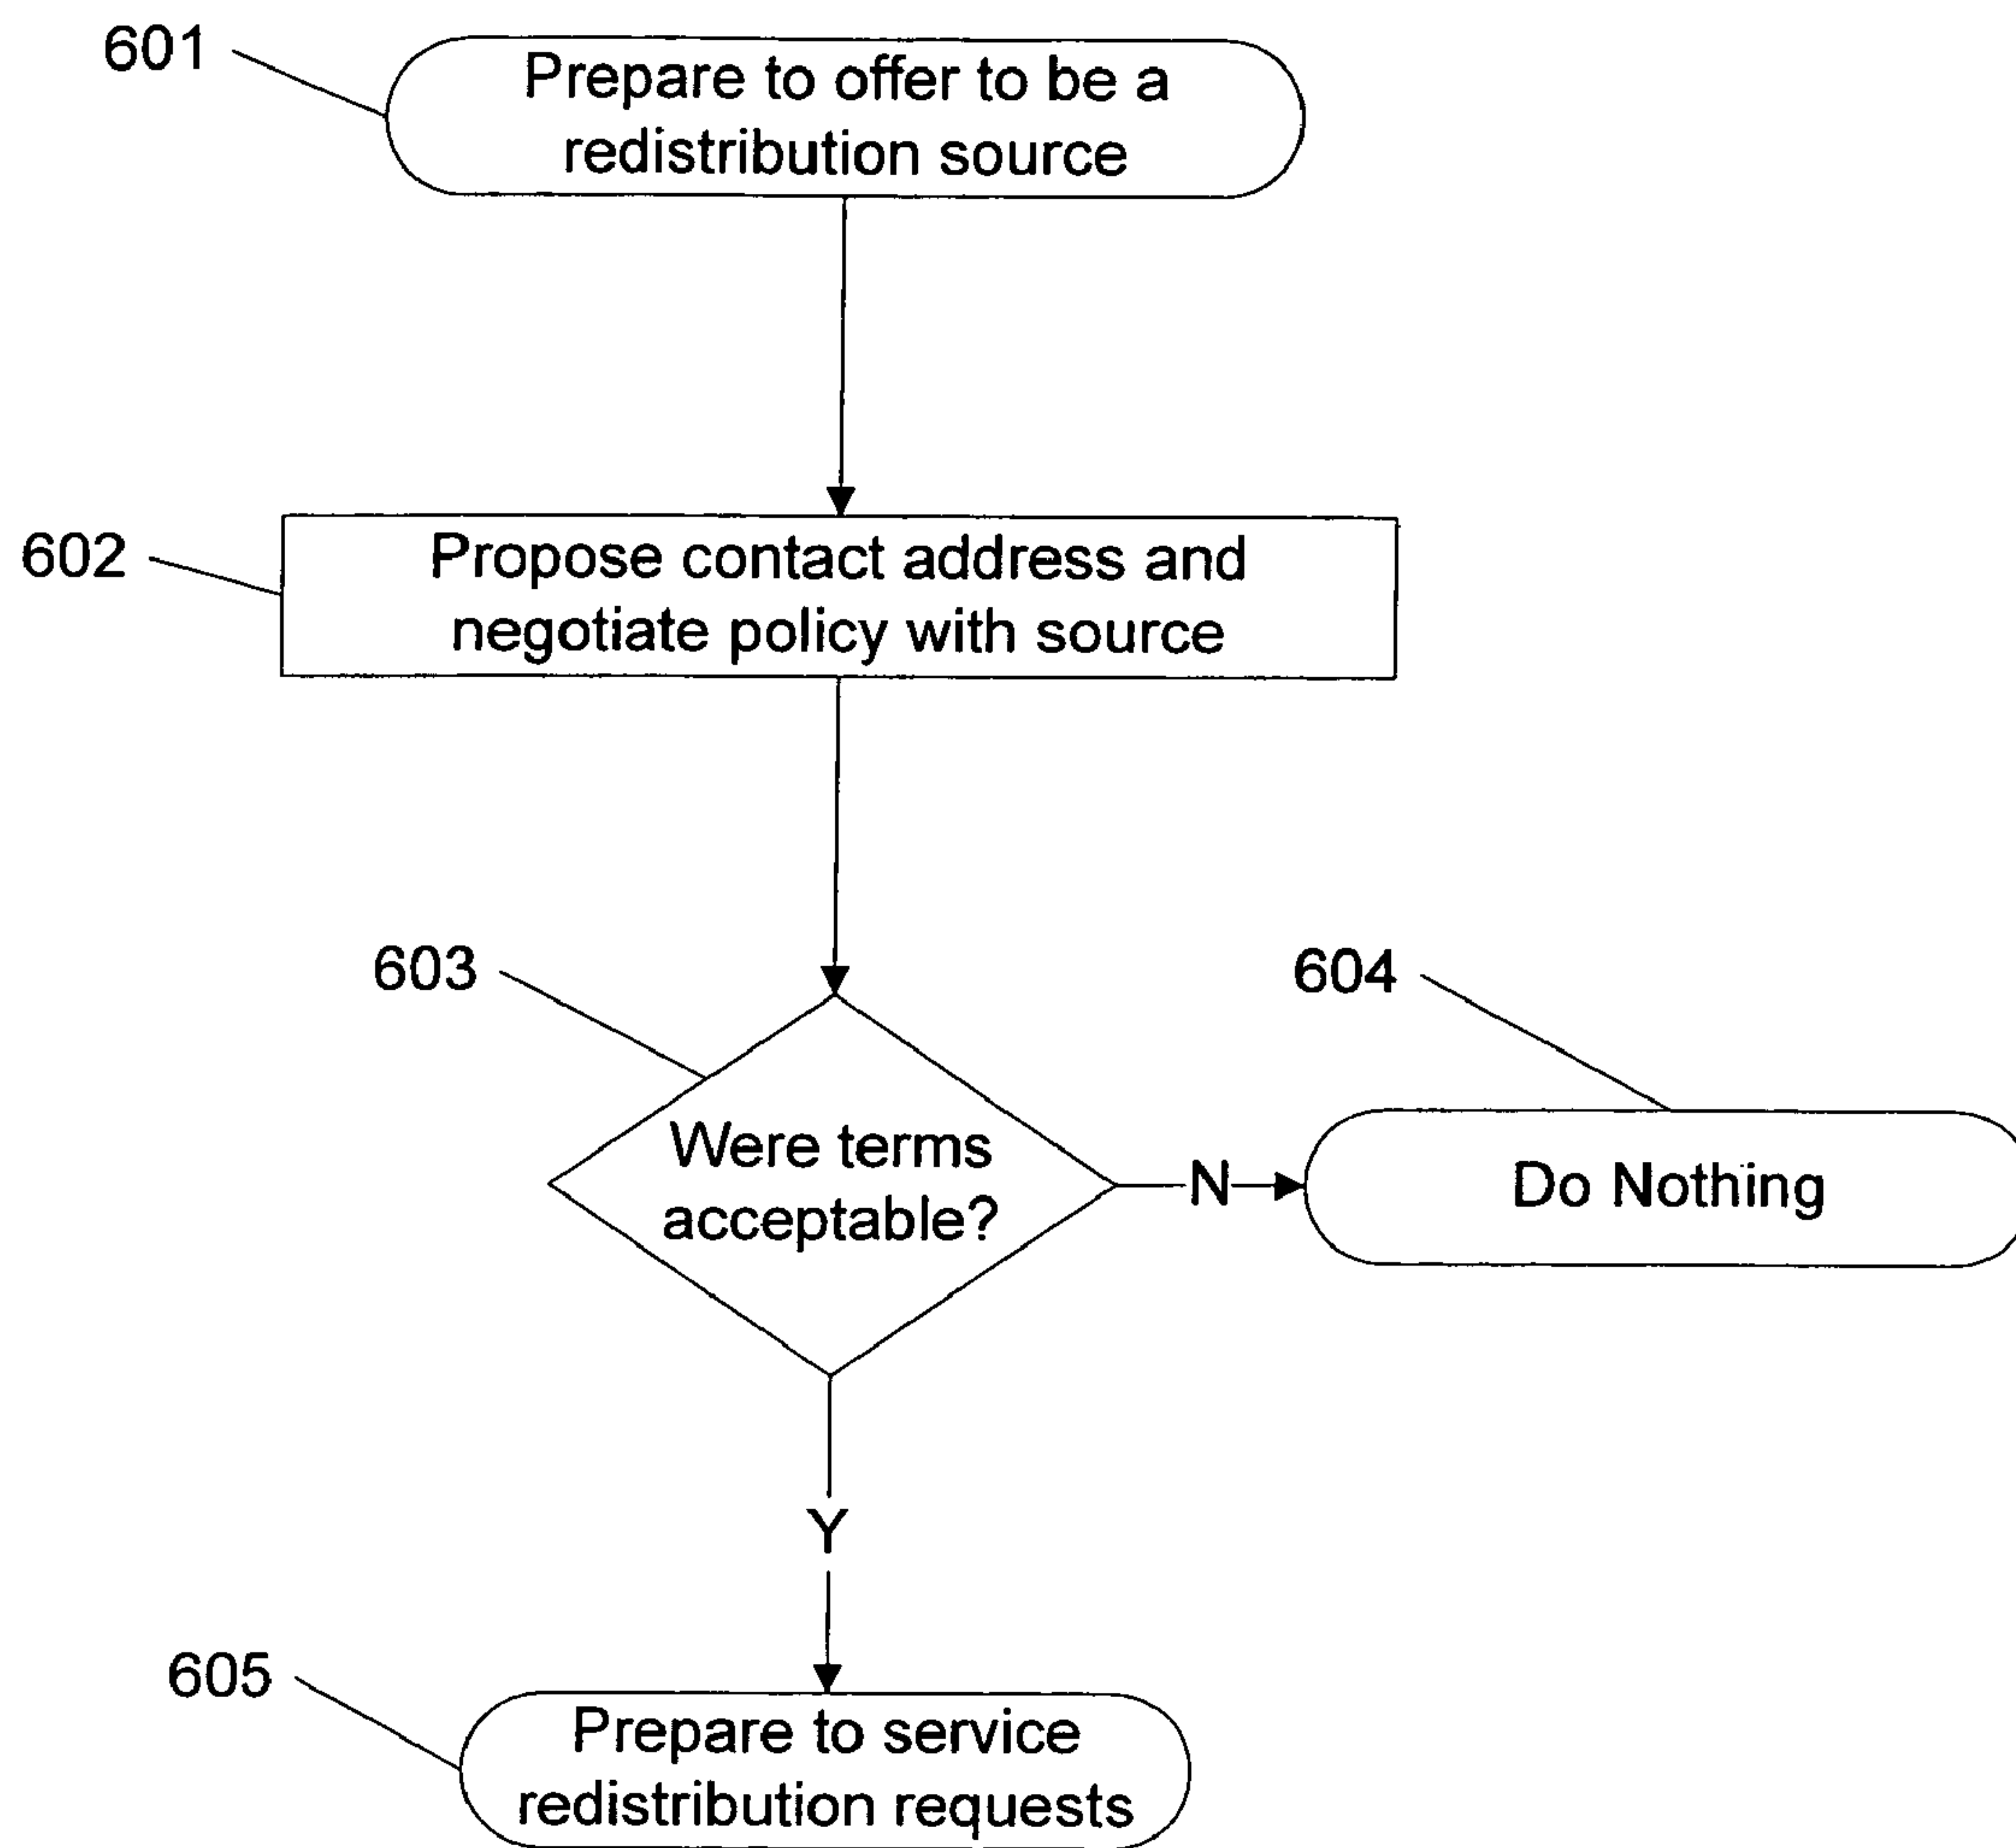 601
Prepare to offer to be a
redistribution source
602
Propose contact address and
negotiate policy with source
603
604
Were terms
acceptable?
N
Do Nothing
Y
605
Prepare to service
redistribution requests